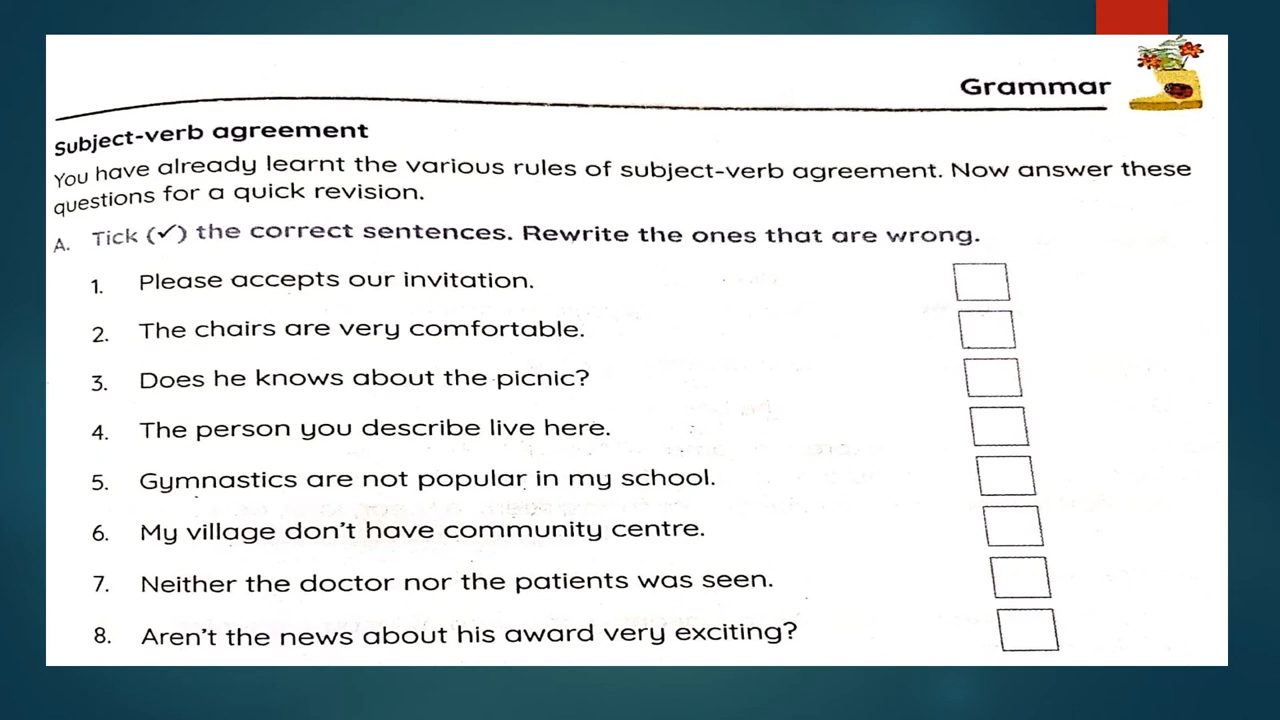 Grammar
Subject-verb agreement
You have already learnt the various rules of subject-verb agreement. Now answer these
questions for a quick revision.
A. Tick (✓) the correct sentences. Rewrite the ones that are wrong.
1. Please accepts our invitation.
2. The chairs are very comfortable.
3. Does he knows about the picnic?
4. The person you describe live here.
5. Gymnastics are not popular in my school.
6. My village don't have community centre.
7. Neither the doctor nor the patients was seen.
8. Aren't the news about his award very exciting?